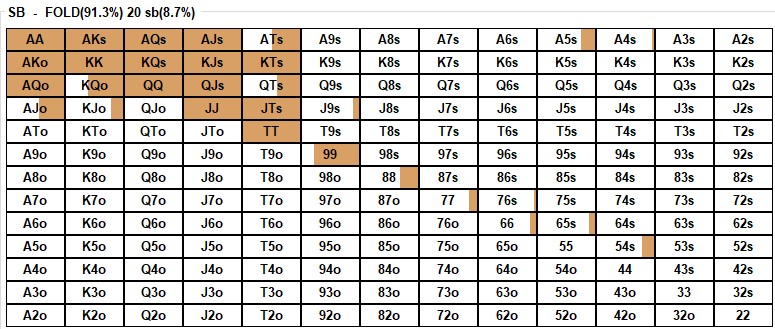 SB - FOLD(91.3%) 20 sb(8.7%)
AA AKs AQs AJs ATs A9s A8s A7s A6s A5s A4s A3s A2s
AKo KK KQs KJs KTs K9s K8s K7s K6s K5s K4s K3s K2s
AQo KQo QQ QJs QTs Q9s Q8s Q7s Q6s Q5s Q4s Q3s Q2s
AJo KJo QJo JJ JTs J9s J8s J7s J6s J5s J4s J3s J2s
ATo KTo QTo JTo TT T9s T8s T7s T6s T5s T4s T3s T2s
A9o K9o Q9o J9o T9o 99 98s 97s 96s 95s 94s 93s 92s
A8o K8o Q8o J8o T8o 98o 88 87s 86s 85s 84s 83s 82s
A7o K7o Q7o J7o T7o 97o 87o 77 76s 75s 74s 73s 72s
A6o K6o Q6o J6o T6o 96o 86o 76o 66 65s 64s 63s 62s
A5o K5o Q5o J5o T5o 95o 85o 75o 65o 55 54s 53s 52s
A4o K4o Q4o J4o T4o 94o 84o 74o 64o 54o 44 43s 42s
A3o K3o Q3o J3o T3o 93o 83o 73o 63o 53o 43o 33 32s
A2o K2o Q2o J2o T2o 92o 82o 72o 62o 52o 42o 32o 22